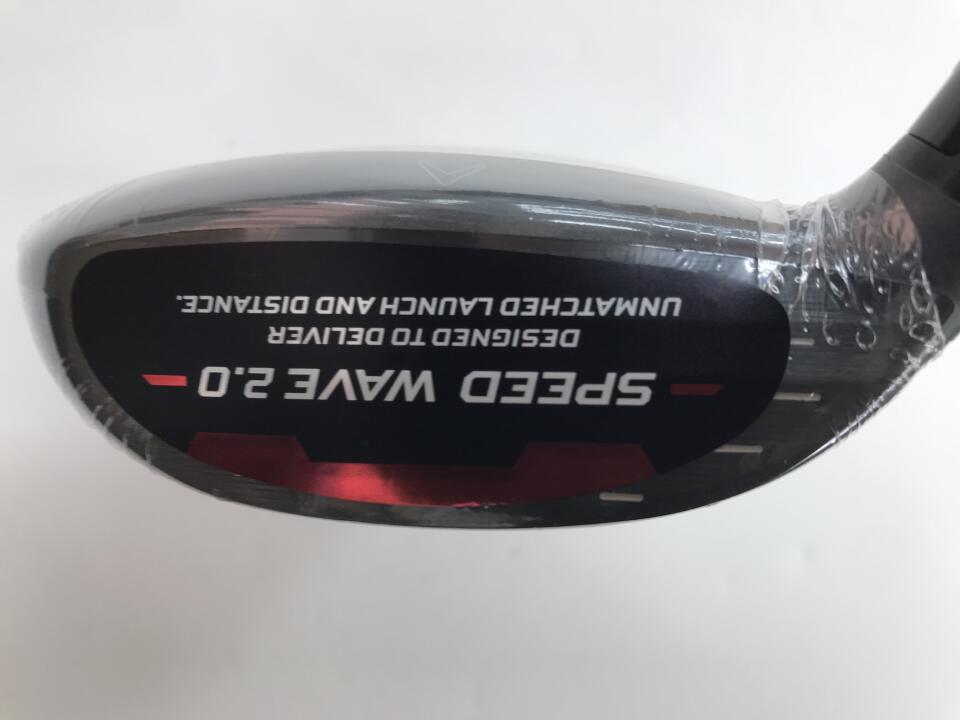 SPEED WAVE 2.0
DESIGNED TO DELIVER
UNMATCHED LAUNCH AND DISTANCE.